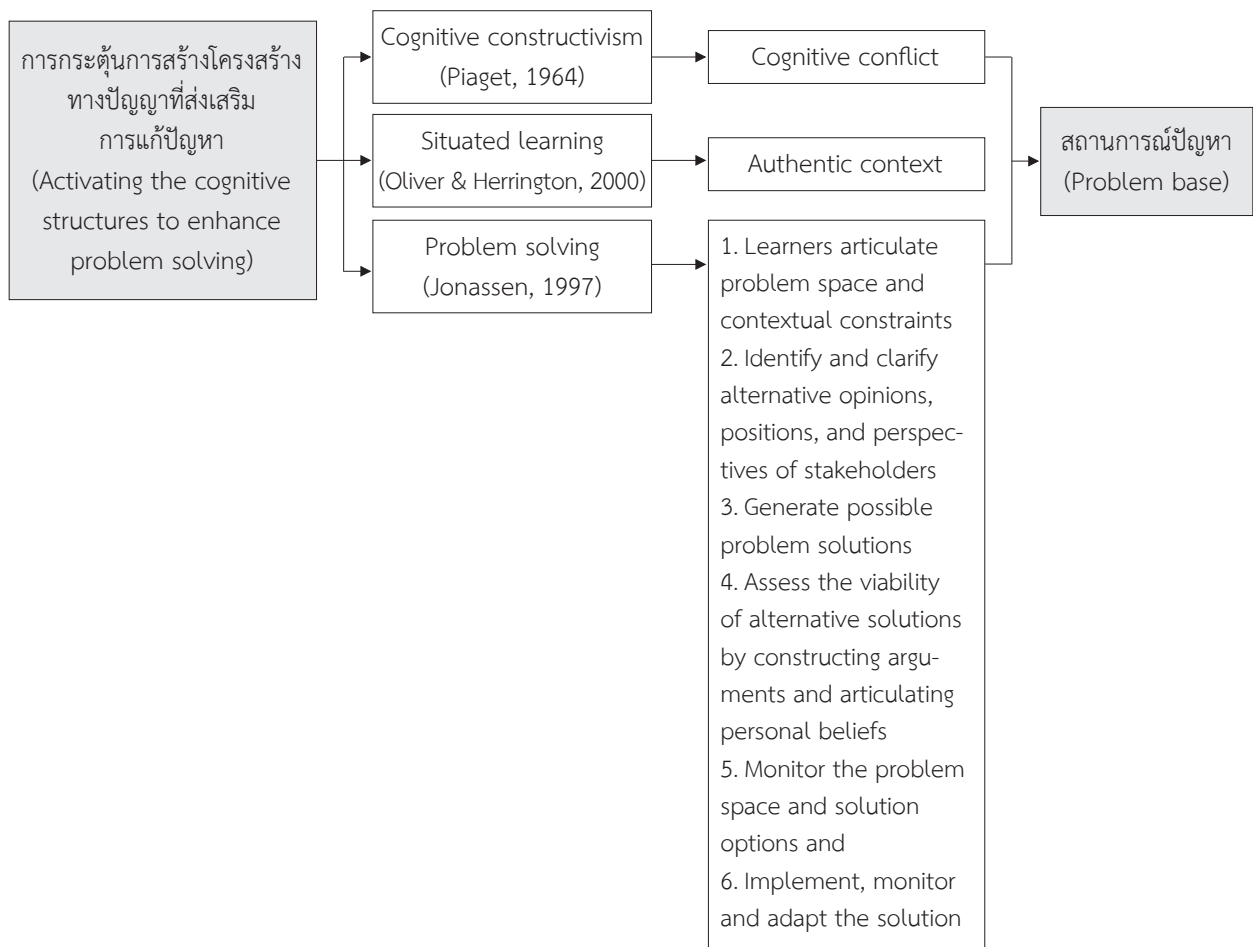 การกระตุ้นการสร้างโครงสร้าง
ทางปัญญาที่ส่งเสริม
การแก้ปัญหา
(Activating the cognitive
structures to enhance
problem solving)
Cognitive constructivism
(Piaget, 1964)
Situated learning
(Oliver & Herrington, 2000)
Problem solving
(Jonassen, 1997)
Cognitive conflict
Authentic context
1. Learners articulate
problem space and
contextual constraints
2. Identify and clarify
alternative opinions,
positions, and perspec-
tives of stakeholders
3. Generate possible
problem solutions
4. Assess the viability
of alternative solutions
by constructing argu-
ments and articulating
personal beliefs
5. Monitor the problem
space and solution
options and
6. Implement, monitor
and adapt the solution
สถานการณ์ปัญหา
(Problem base)